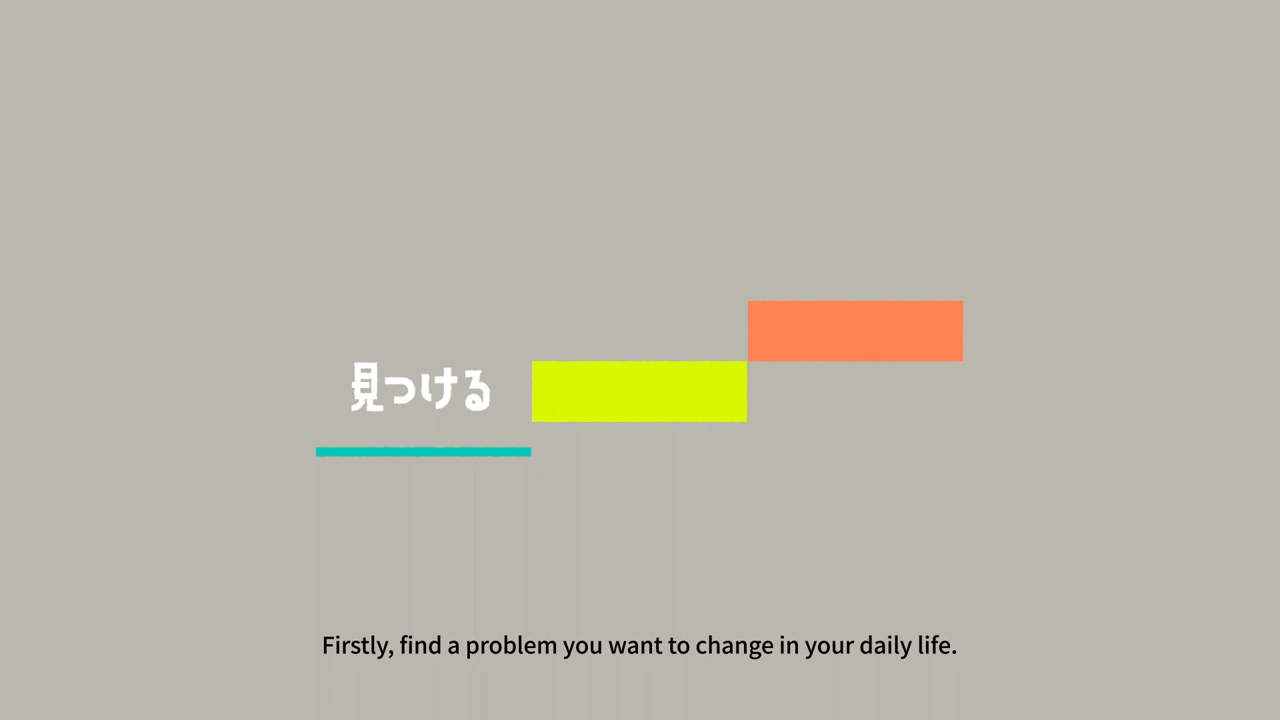 見つける
Firstly, find a problem you want to change in your daily life.